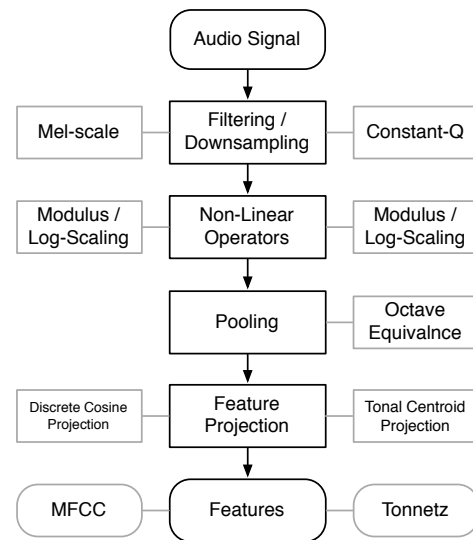 Audio Signal
Mel-scale
Filtering /
Downsampling
Constant-Q
Modulus /
Log-Scaling
Non-Linear
Operators
Modulus /
Log-Scaling
Pooling
Octave
Equivalnce
Discrete Cosine
Projection
Feature
Projection
Tonal Centroid
Projection
MFCC
Features
Tonnetz